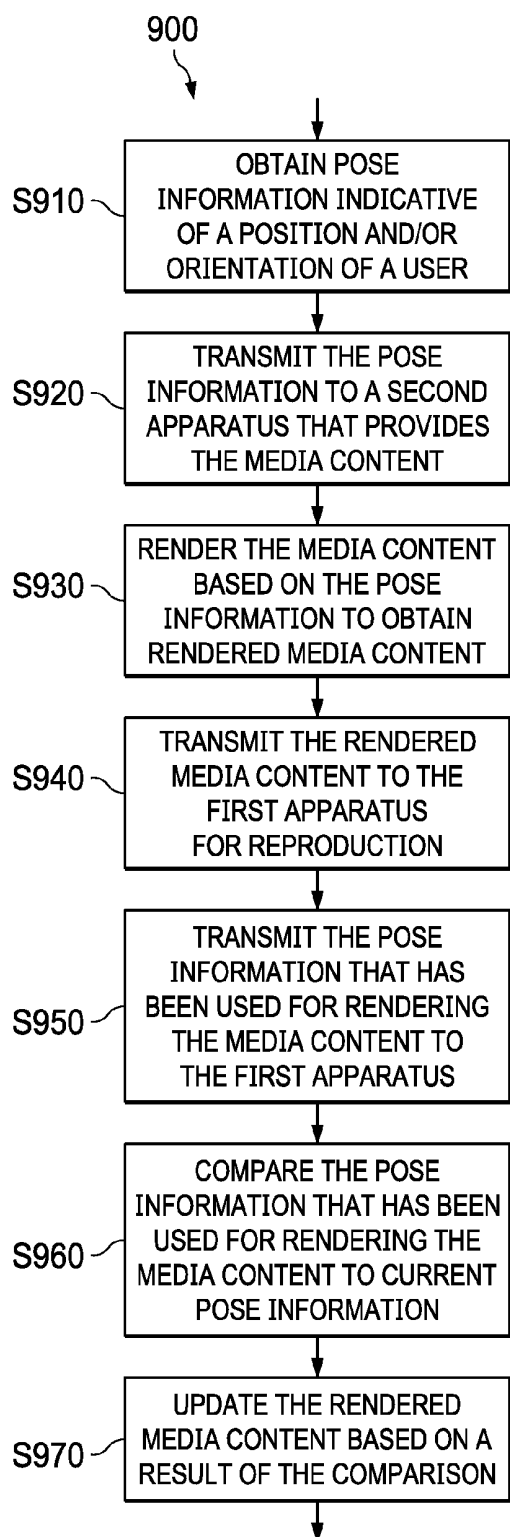 900
S910
OBTAIN POSE
INFORMATION INDICATIVE
OF A POSITION AND/OR
ORIENTATION OF A USER
S920
TRANSMIT THE POSE
INFORMATION TO A SECOND
APPARATUS THAT PROVIDES
THE MEDIA CONTENT
S930
RENDER THE MEDIA CONTENT
BASED ON THE POSE
INFORMATION TO OBTAIN
RENDERED MEDIA CONTENT
S940
TRANSMIT THE RENDERED
MEDIA CONTENT TO THE
FIRST APPARATUS
FOR REPRODUCTION
S950
TRANSMIT THE POSE
INFORMATION THAT HAS
BEEN USED FOR RENDERING
THE MEDIA CONTENT TO
THE FIRST APPARATUS
S960
COMPARE THE POSE
INFORMATION THAT HAS BEEN
USED FOR RENDERING THE
MEDIA CONTENT TO CURRENT
POSE INFORMATION
S970
UPDATE THE RENDERED
MEDIA CONTENT BASED ON A
RESULT OF THE COMPARISON